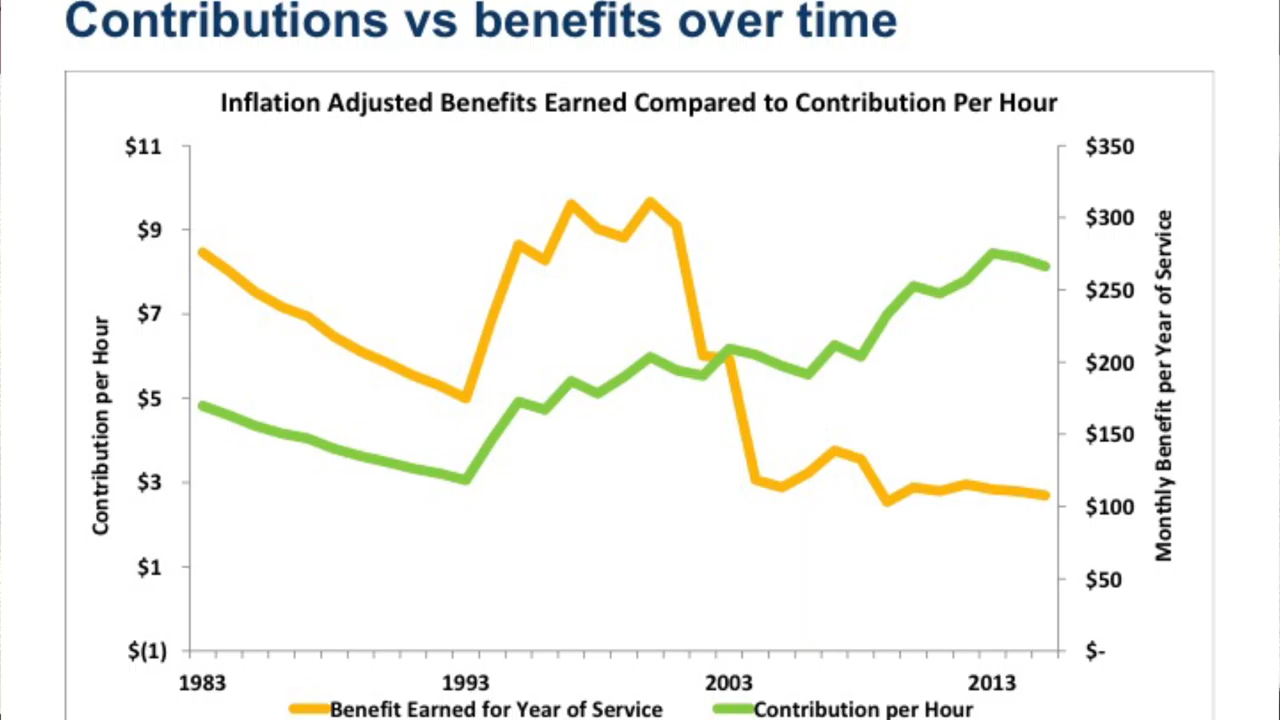 Contributions vs benefits over time
Inflation Adjusted Benefits Earned Compared to Contribution Per Hour
$11
$9
$7
$5
$3
$1
$(1)
Contribution per Hour
$350
$300
$250
$200
$150
$100
$50
$-
Monthly Benefit per Year of Service
1983 1993 2003 2013
Benefit Earned for Year of Service Contribution per Hour